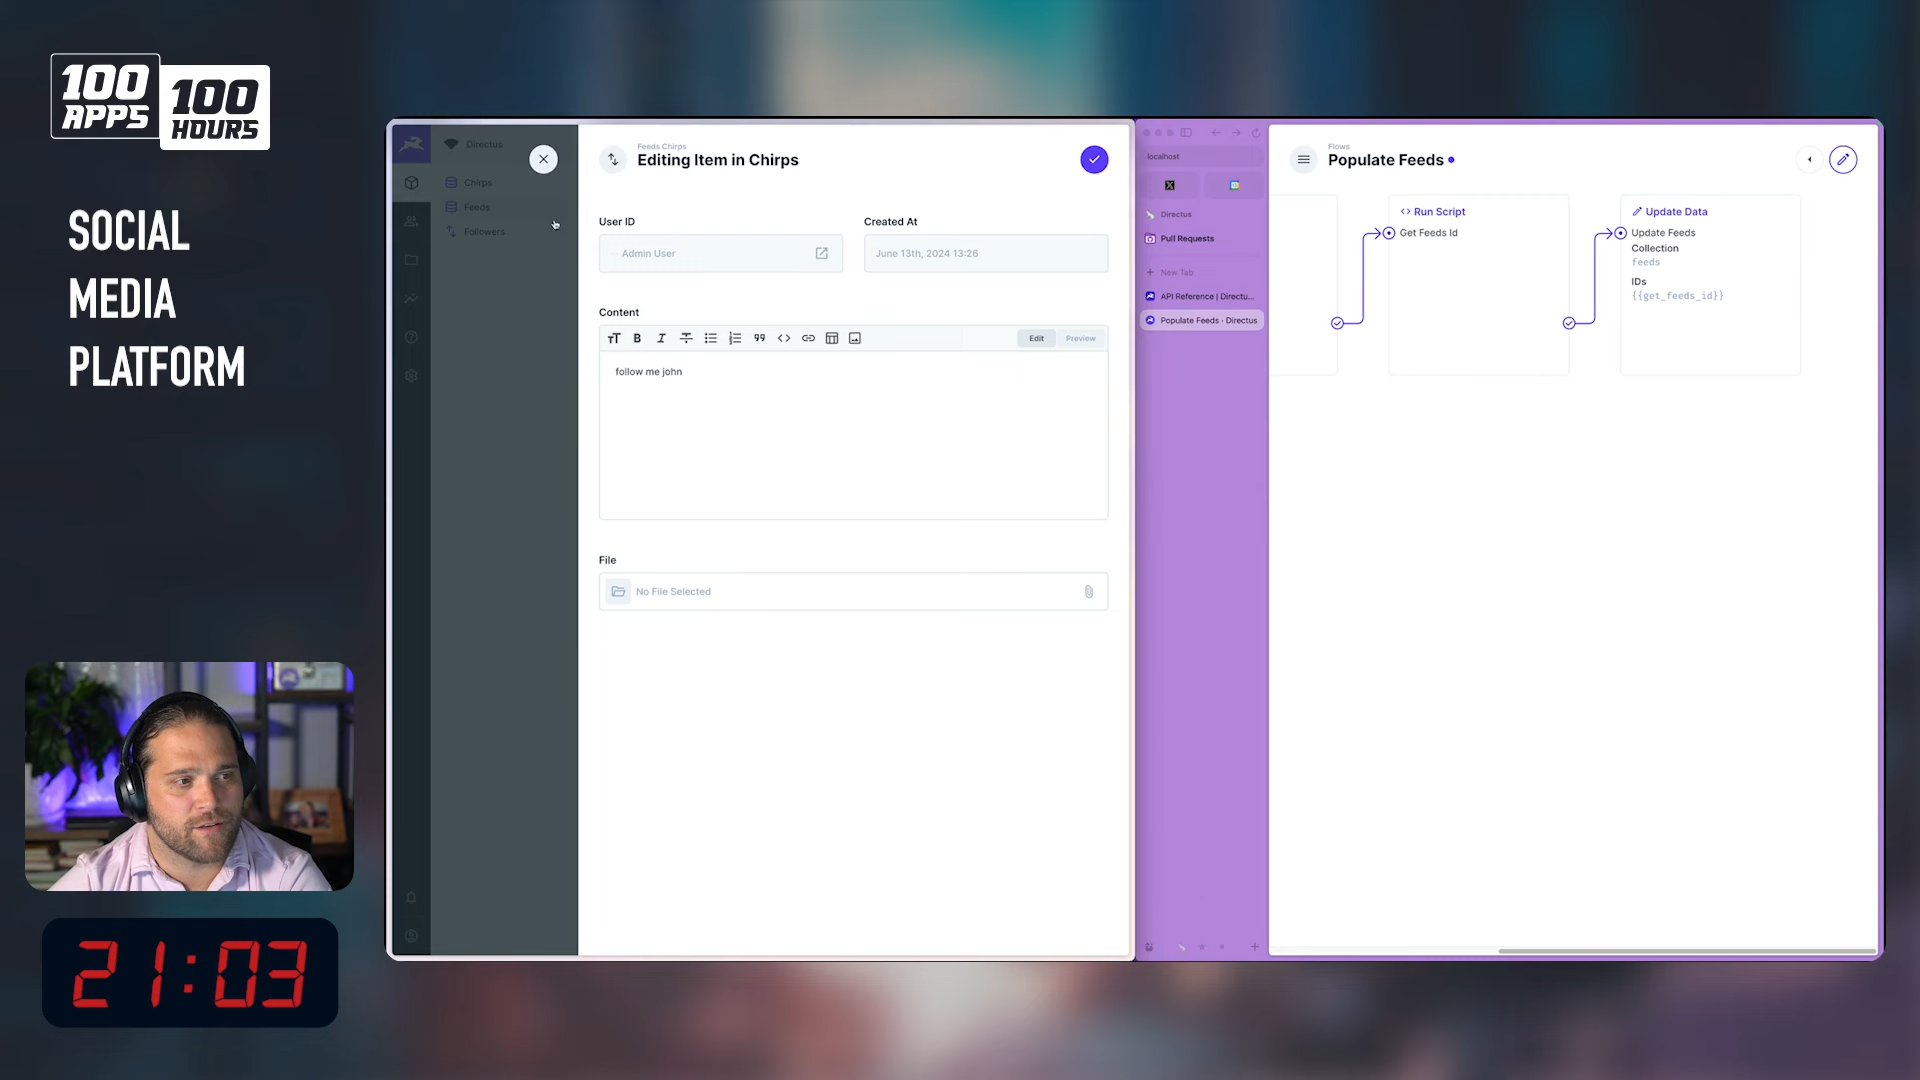 100
APPS
100
HOURS
SOCIAL
MEDIA
PLATFORM
21:03
Directus
Chirps
Feeds
Followers
Feeds Chirps
Editing Item in Chirps
User ID
Admin User
Created At
June 13th, 2024 13:26
Content
Edit
Preview
follow me john
File
No File Selected
localhost
Directus
Pull Requests
New Tab
API Reference | Directu...
Populate Feeds · Directus
Flows
Populate Feeds
Run Script
Get Feeds Id
Update Data
Update Feeds
Collection
feeds
IDs
{{get_feeds_id}}